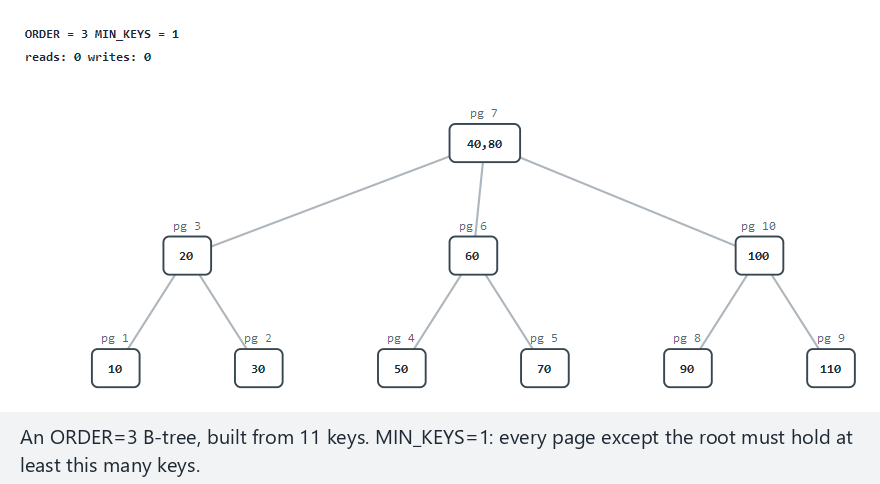 ORDER = 3 MIN_KEYS = 1
reads: 0 writes: 0
pg 7
40,80
pg 3
pg 6
pg 10
20
60
100
pg 1
pg 2
pg 4
pg 5
pg 8
pg 9
10
30
50
70
90
110
An ORDER=3 B-tree, built from 11 keys. MIN_KEYS=1: every page except the root must hold at
least this many keys.